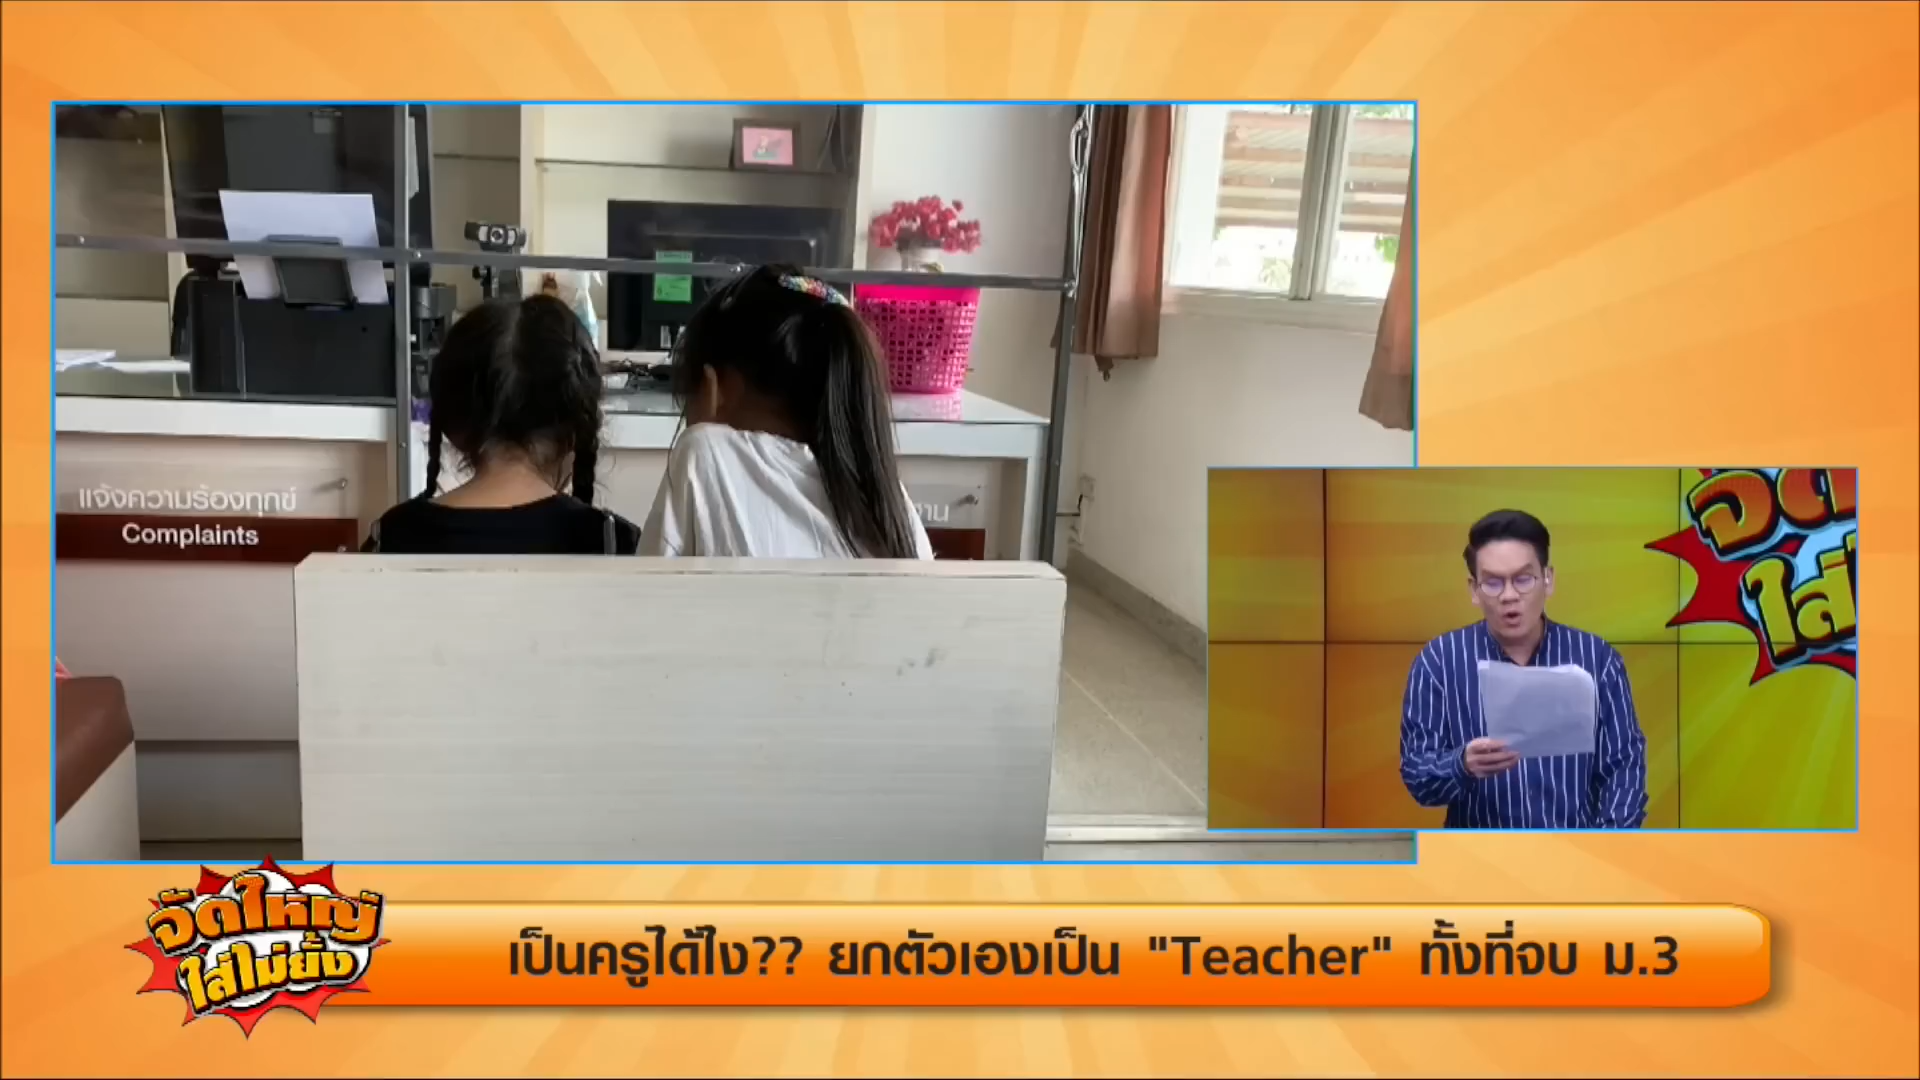 แจ้งความร้องทุกข์
Complaints
จัดใหญ่
ใส่ไม่ยั้ง
เป็นครูได้ไง?? ยกตัวเองเป็น "Teacher" ทั้งที่จบ ม.3